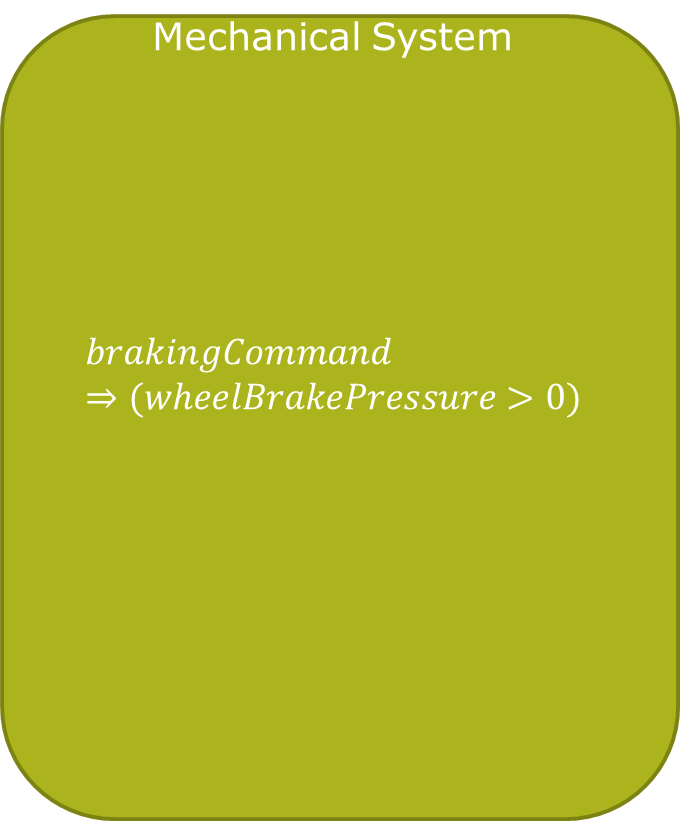 Mechanical System
brakingCommand
⇒ (wheelBrakePressure > 0)